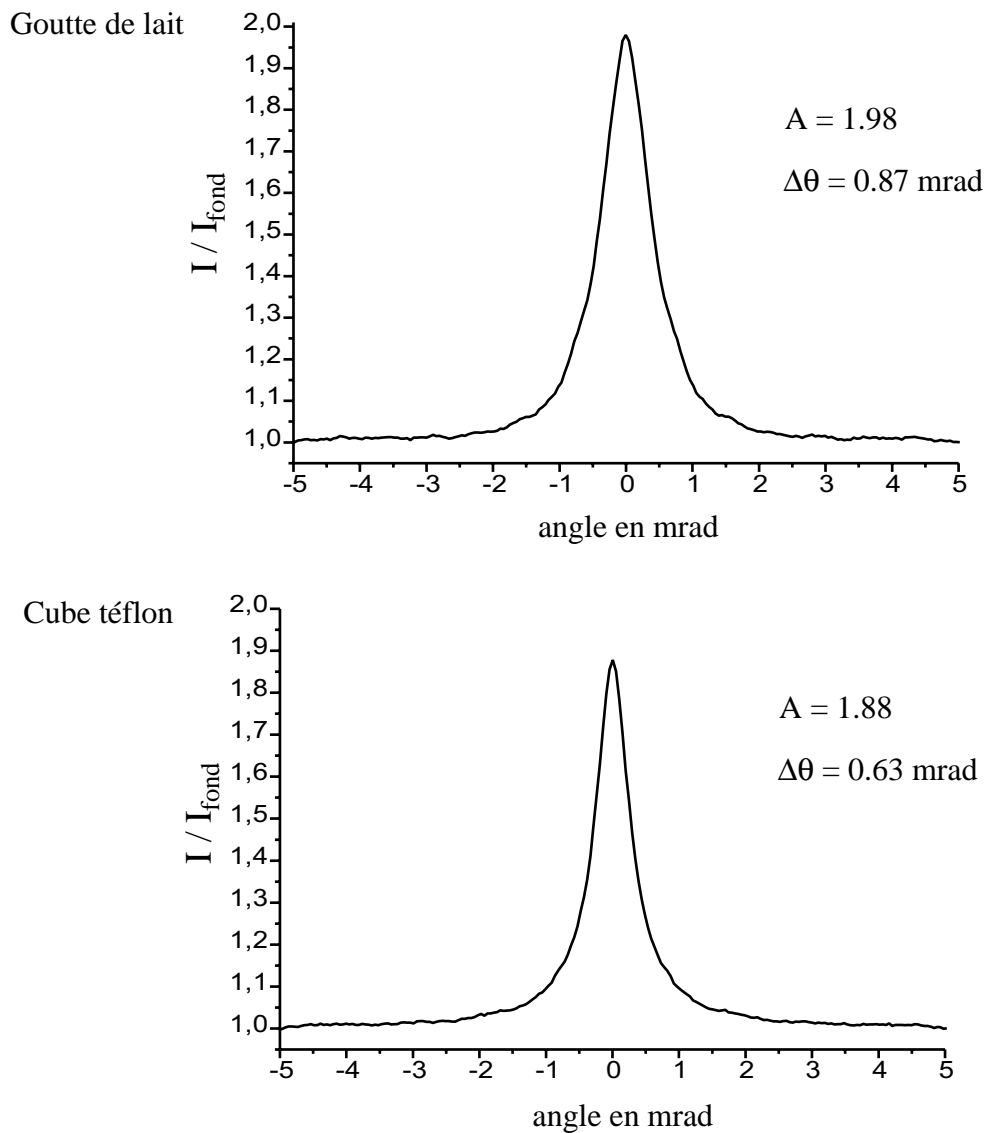 Goutte de lait
2,0
1,9
1,8
1,7
1,6
1,5
1,4
1,3
1,2
1,1
1,0
I / Ifond
A = 1.98
Δθ = 0.87 mrad
-5 -4 -3 -2 -1 0 1 2 3 4 5
angle en mrad
Cube téflon
2,0
1,9
1,8
1,7
1,6
1,5
1,4
1,3
1,2
1,1
1,0
I / Ifond
A = 1.88
Δθ = 0.63 mrad
-5 -4 -3 -2 -1 0 1 2 3 4 5
angle en mrad